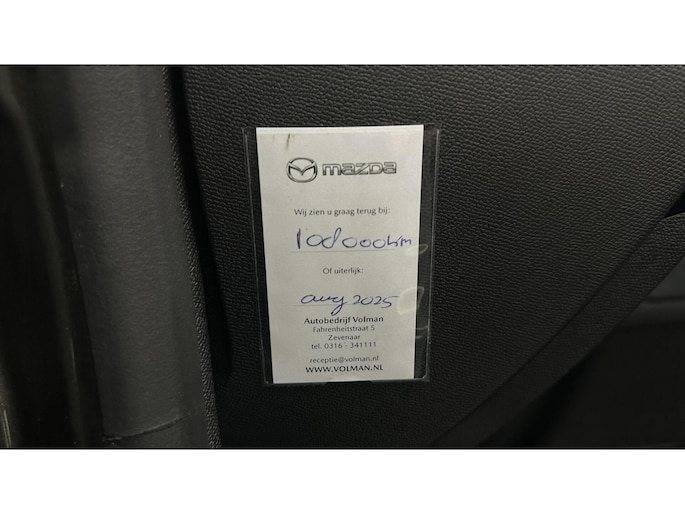 mazda
Wij zien u graag terug bij:
Of uiterlijk:
aug 2025
Autobedrijf Volman
Fahrenheitstraat 5
Zevenaar
tel. 0316 - 341111
receptie@volman.nl
WWW.VOLMAN.NL